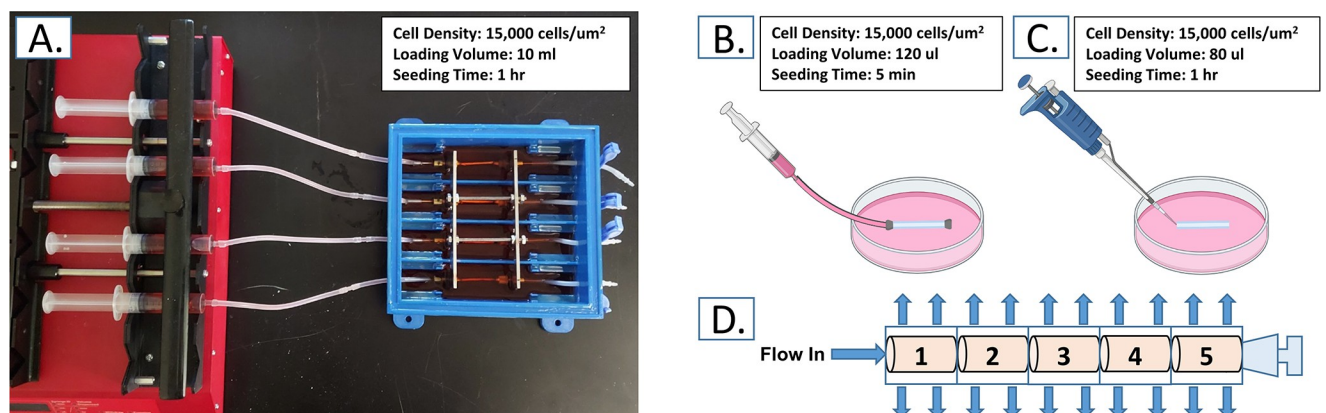 A.
Cell Density: 15,000 cells/um²
Loading Volume: 10 ml
Seeding Time: 1 hr
B.
Cell Density: 15,000 cells/um²
Loading Volume: 120 ul
Seeding Time: 5 min
C.
Cell Density: 15,000 cells/um²
Loading Volume: 80 ul
Seeding Time: 1 hr
D.
Flow In
1 2 3 4 5